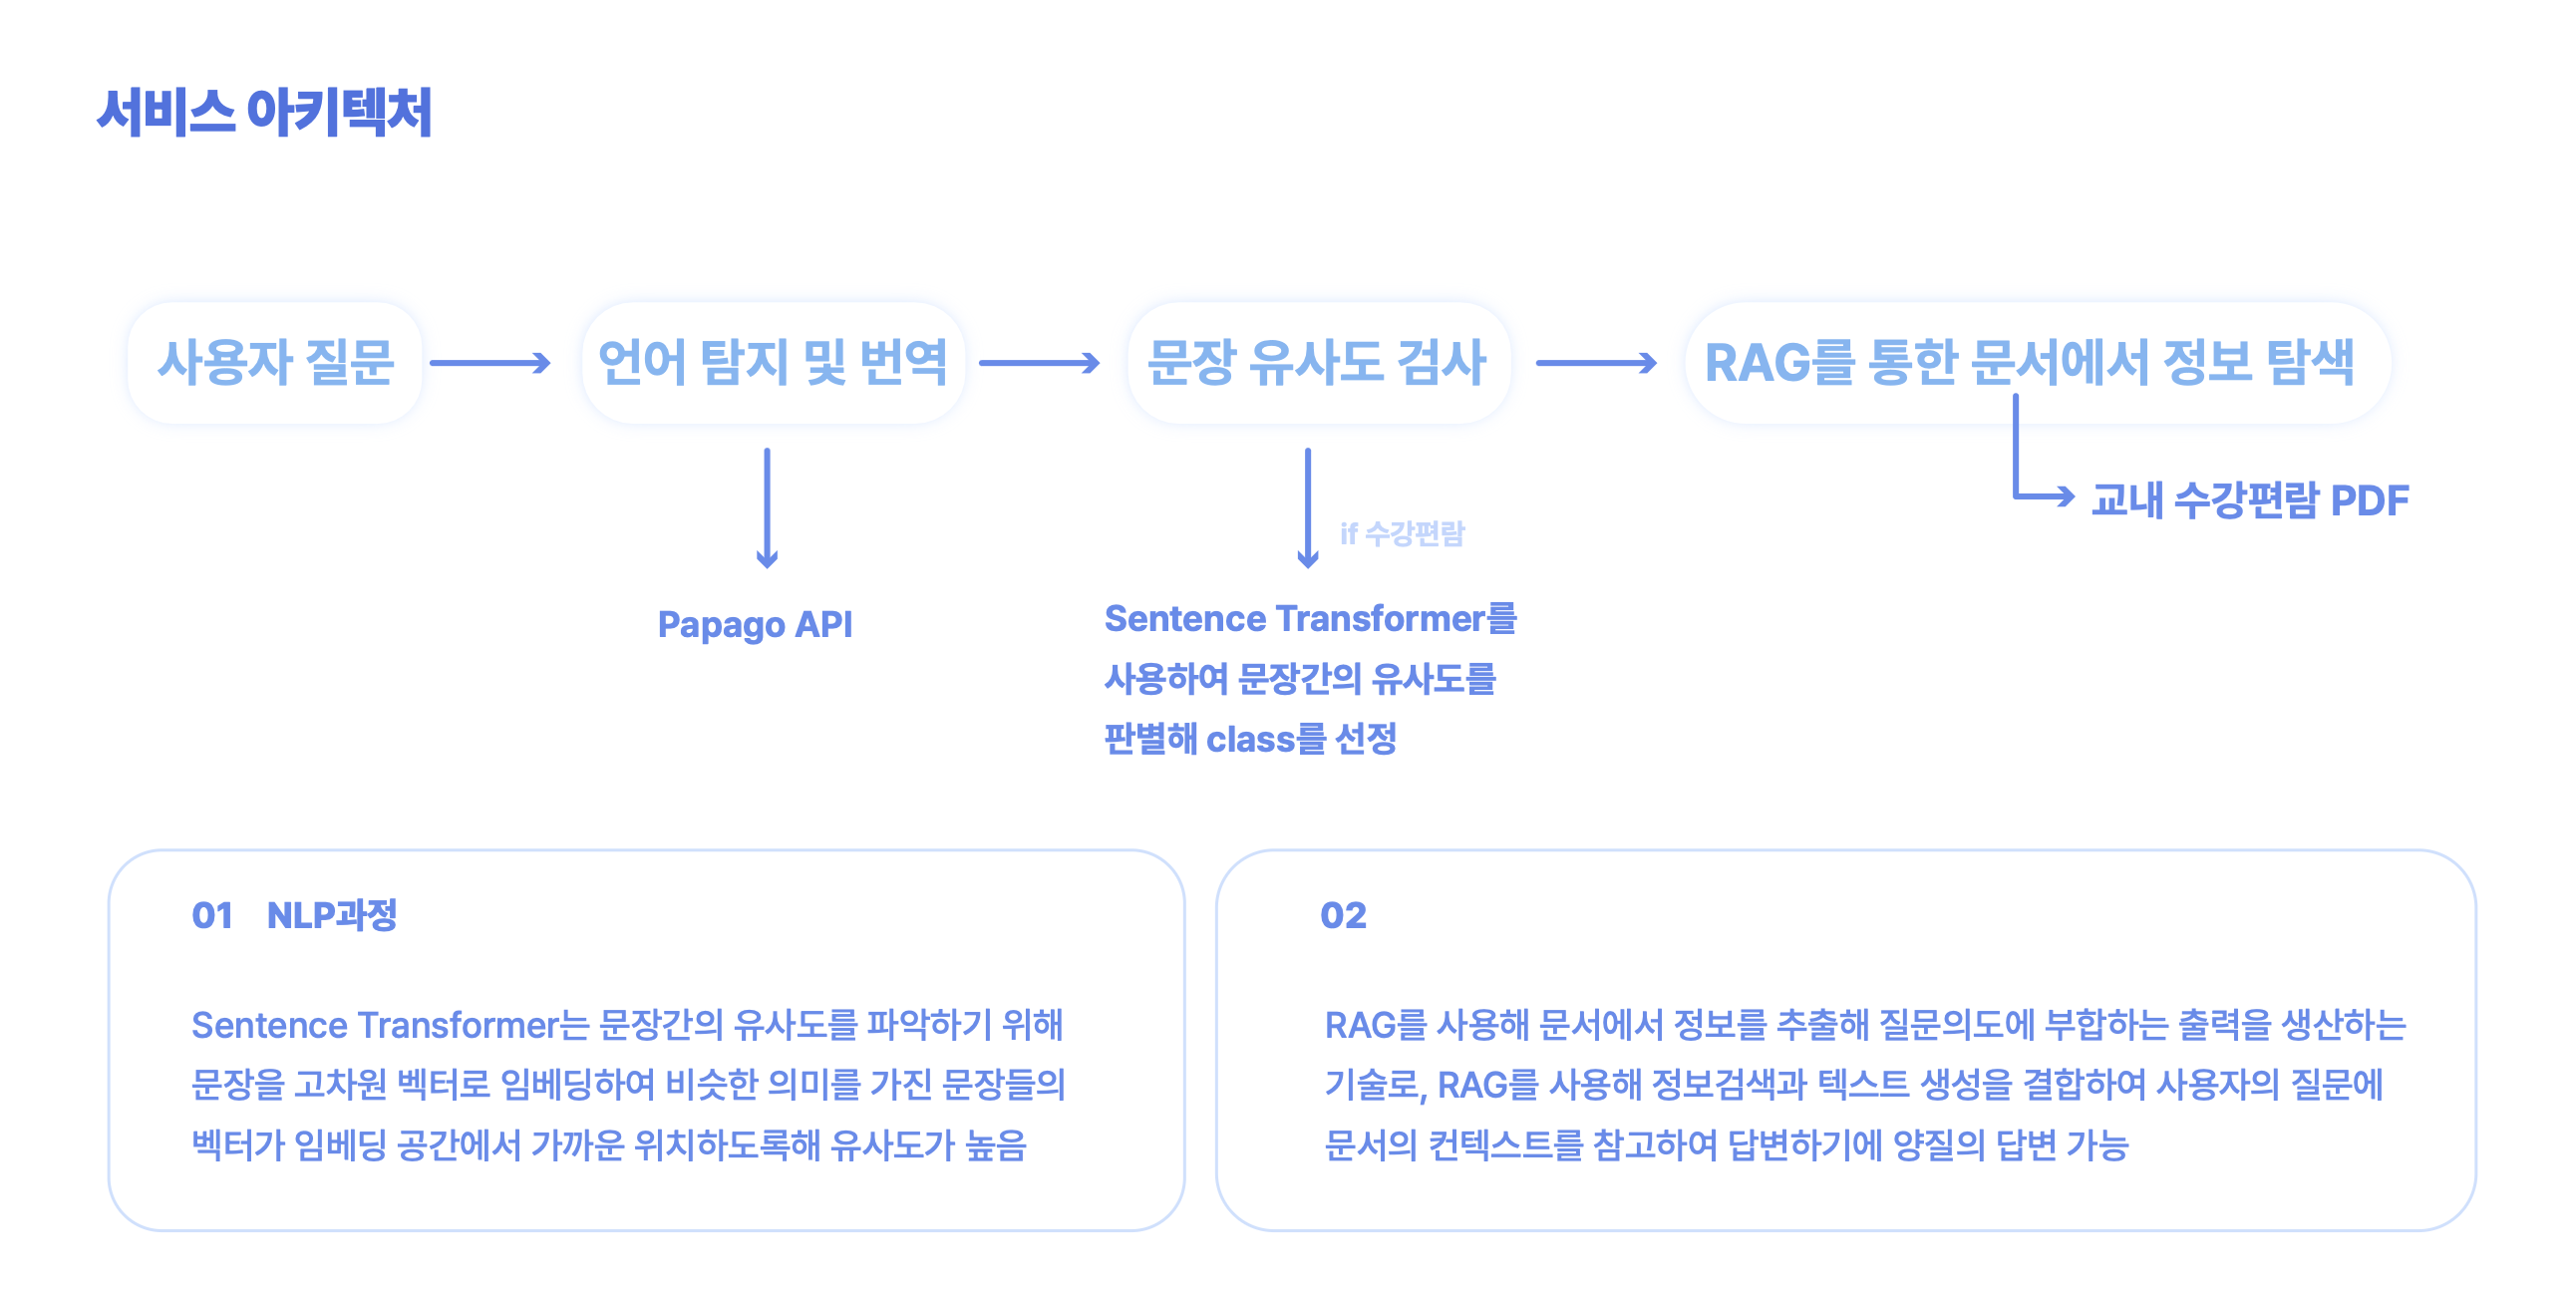 서비스 아키텍처
사용자 질문
언어 탐지 및 번역
문장 유사도 검사
RAG를 통한 문서에서 정보 탐색
교내 수강편람 PDF
if 수강편람
Papago API
Sentence Transformer를
사용하여 문장간의 유사도를
판별해 class를 선정
01 NLP과정
Sentence Transformer는 문장간의 유사도를 파악하기 위해
문장을 고차원 벡터로 임베딩하여 비슷한 의미를 가진 문장들의
벡터가 임베딩 공간에서 가까운 위치하도록해 유사도가 높음
02
RAG를 사용해 문서에서 정보를 추출해 질문의도에 부합하는 출력을 생산하는
기술로, RAG를 사용해 정보검색과 텍스트 생성을 결합하여 사용자의 질문에
문서의 컨텍스트를 참고하여 답변하기에 양질의 답변 가능